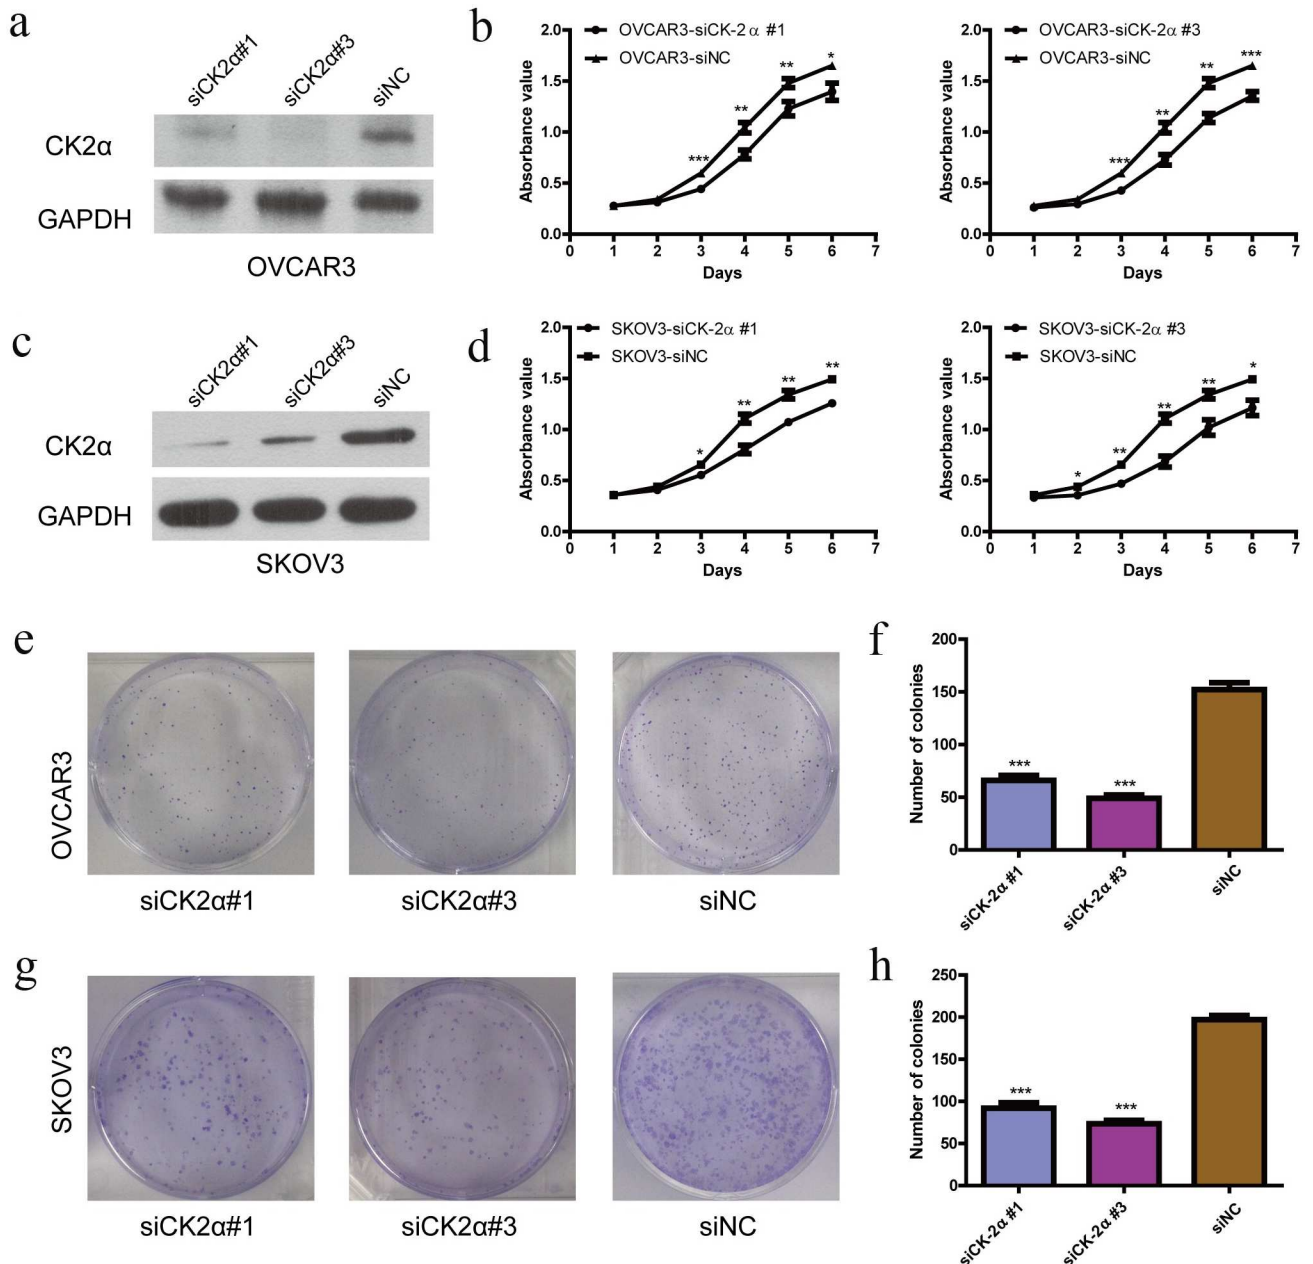 a
siCK2α#1
siCK2α#3
siNC
CK2α
GAPDH
OVCAR3
b
OVCAR3-siCK-2 α #1
OVCAR3-siNC
Absorbance value
2.0
1.5
1.0
0.5
0.0
***
**
**
*
0 1 2 3 4 5 6 7
Days
OVCAR3-siCK-2α #3
OVCAR3-siNC
Absorbance value
2.0
1.5
1.0
0.5
0.0
***
**
**
***
0 1 2 3 4 5 6 7
Days
c
siCK2α#1
siCK2α#3
siNC
CK2α
GAPDH
SKOV3
d
SKOV3-siCK-2α #1
SKOV3-siNC
Absorbance value
2.0
1.5
1.0
0.5
0.0
*
**
**
**
0 1 2 3 4 5 6 7
Days
SKOV3-siCK-2α #3
SKOV3-siNC
Absorbance value
2.0
1.5
1.0
0.5
0.0
*
**
**
**
*
0 1 2 3 4 5 6 7
Days
e
OVCAR3
siCK2α#1
siCK2α#3
siNC
f
Number of colonies
200
150
100
50
0
***
***
siCK-2α #1
siCK-2α #3
siNC
g
SKOV3
siCK2α#1
siCK2α#3
siNC
h
Number of colonies
250
200
150
100
50
0
***
***
siCK-2α #1
siCK-2α #3
siNC